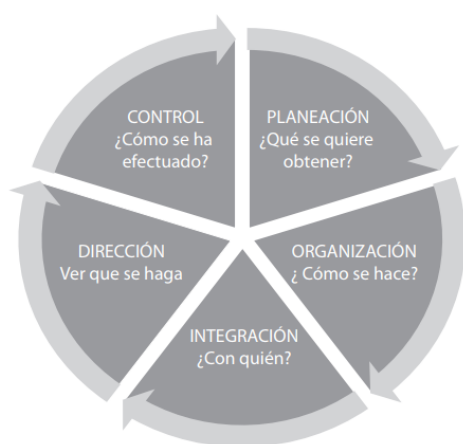 CONTROL
¿Cómo se ha
efectuado?
PLANEACIÓN
¿Qué se quiere
obtener?
DIRECCIÓN
Ver que se haga
ORGANIZACIÓN
¿ Cómo se hace?
INTEGRACIÓN
¿Con quién?